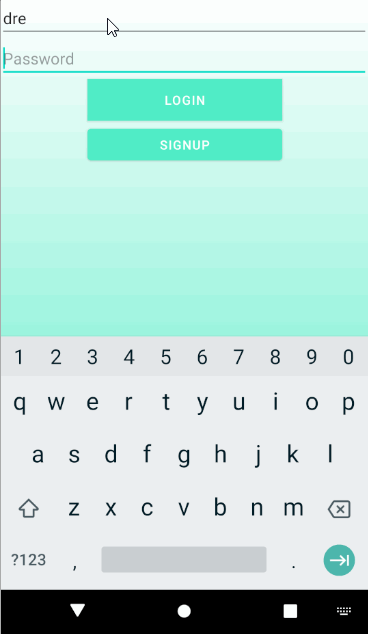 dre
Password
LOGIN
SIGNUP
1 2 3 4 5 6 7 8 9 0
q w e r t y u i o p
a s d f g h j k l
z x c v b n m
?123 , .